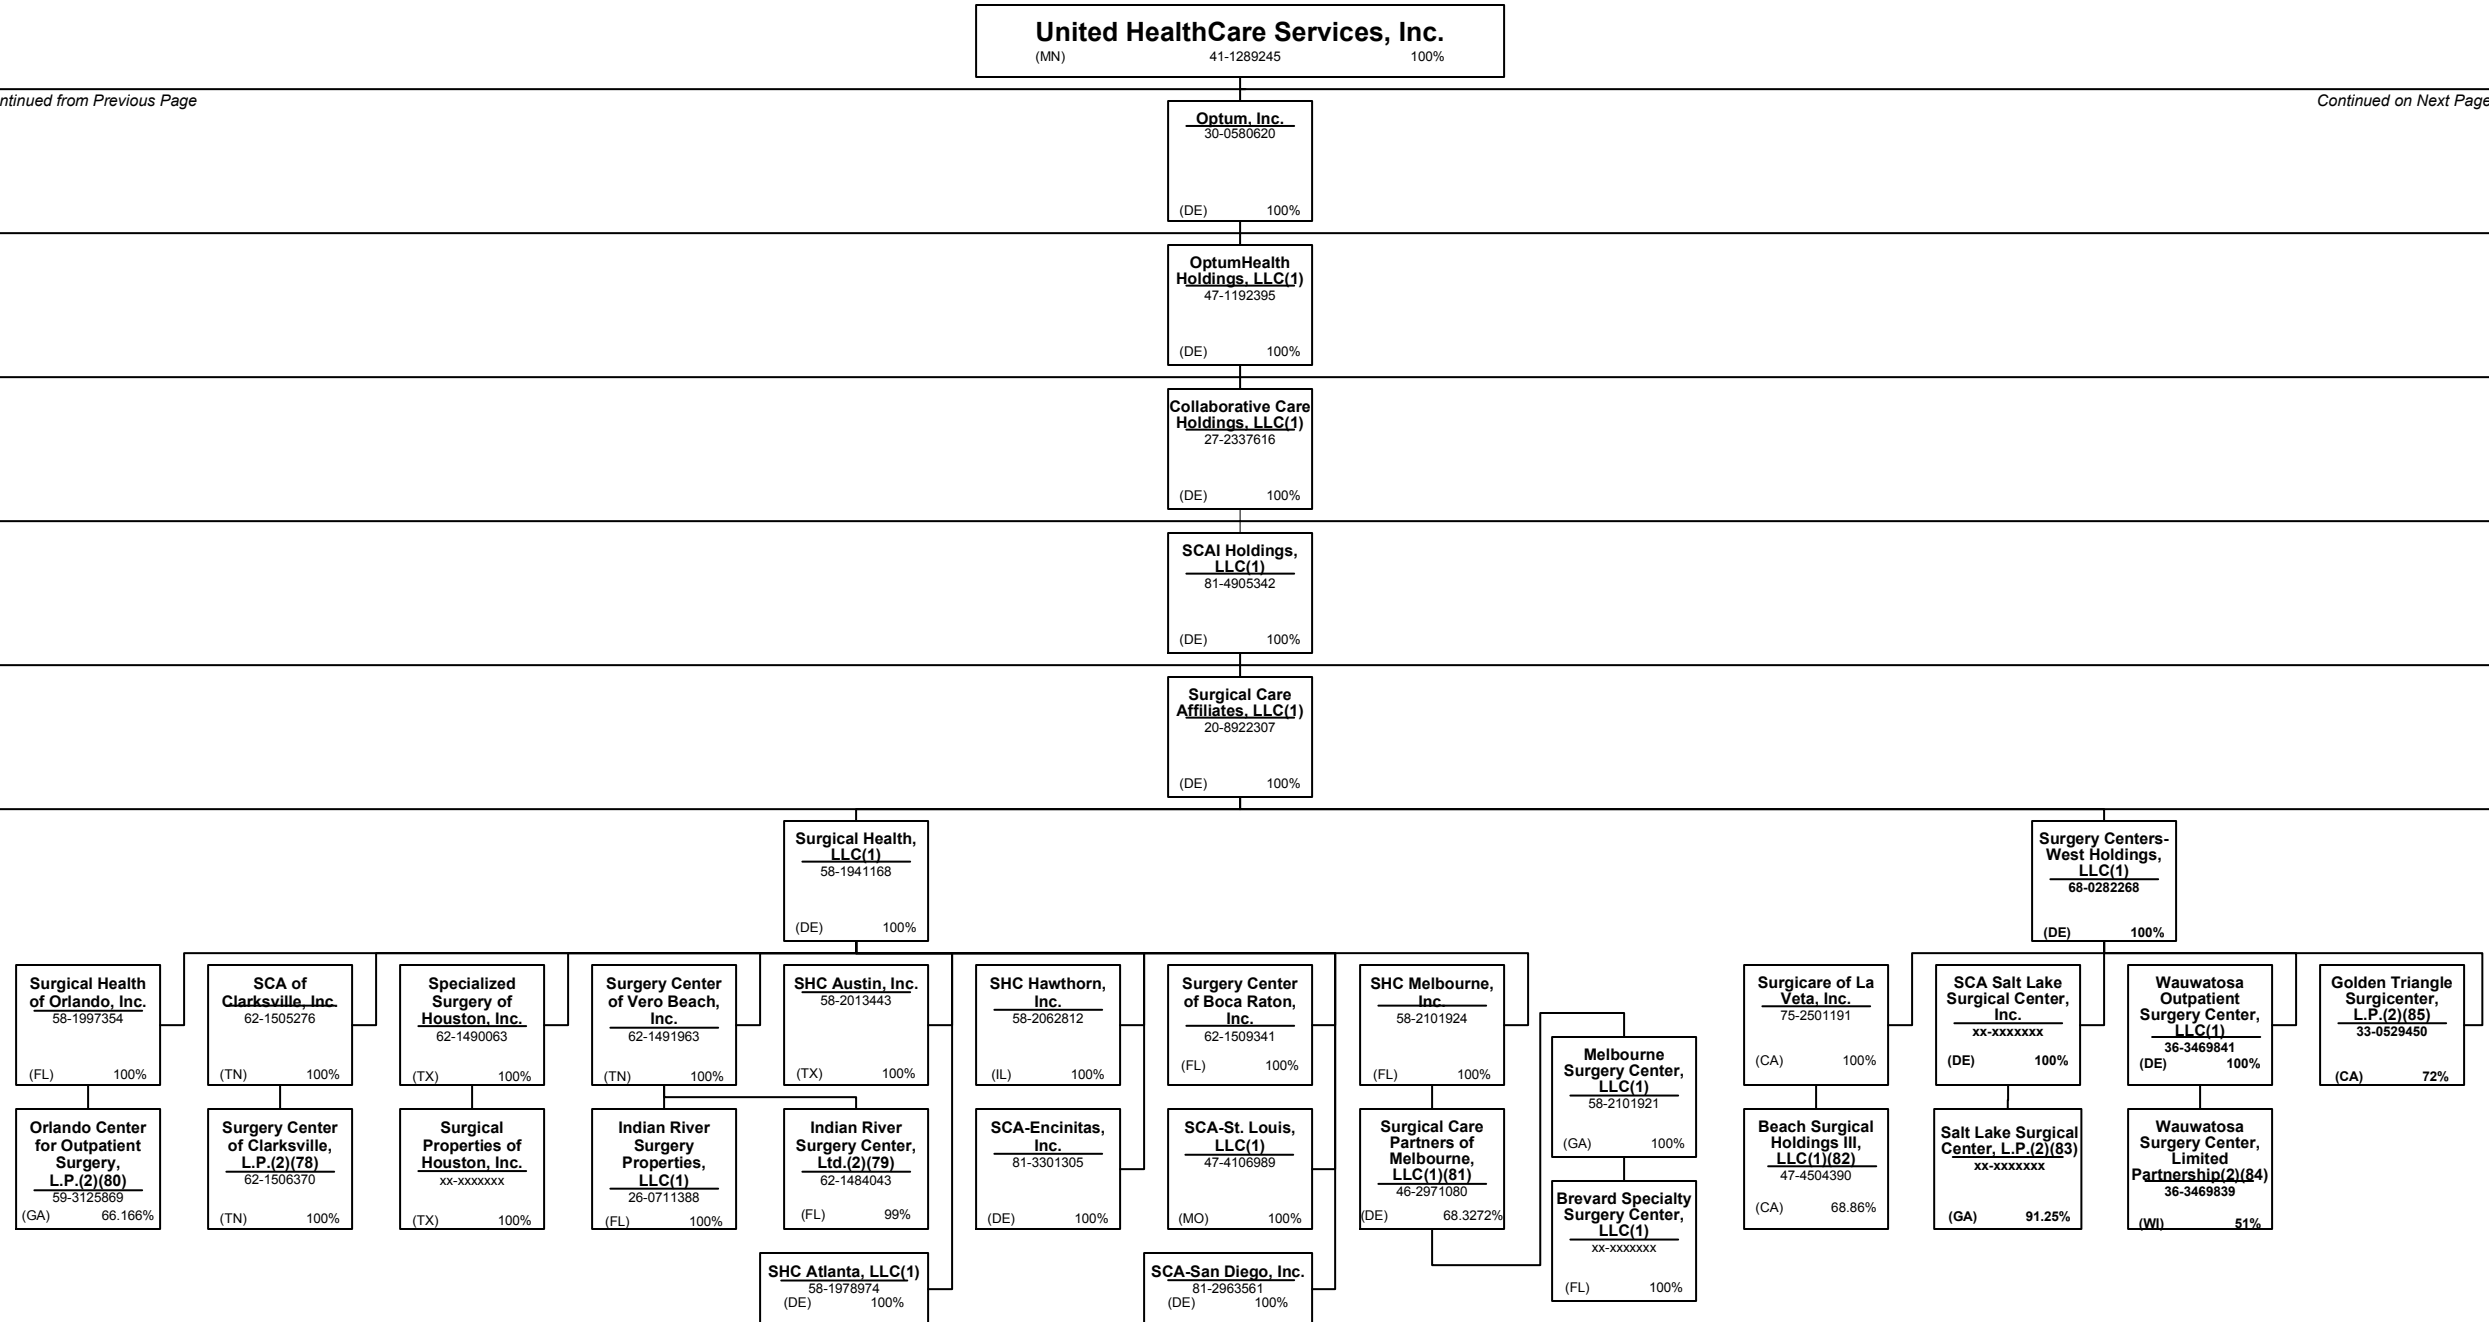 United HealthCare Services, Inc.
(MN) 41-1289245 100%
ntinued from Previous Page
Continued on Next Page
Optum, Inc.
30-0580620
(DE) 100%
OptumHealth
Holdings, LLC(1)
47-1192395
(DE) 100%
Collaborative Care
Holdings, LLC(1)
27-2337616
(DE) 100%
SCAI Holdings,
LLC(1)
81-4905342
(DE) 100%
Surgical Care
Affiliates, LLC(1)
20-8922307
(DE) 100%
Surgical Health,
LLC(1)
58-1941168
(DE) 100%
Surgery Centers-
West Holdings,
LLC(1)
68-0282268
(DE) 100%
Surgical Health
of Orlando, Inc.
58-1997354
(FL) 100%
SCA of
Clarksville, Inc
62-1505276
(TN) 100%
Specialized
Surgery of
Houston, Inc.
62-1490063
(TX) 100%
Surgery Center
of Vero Beach,
Inc.
62-1491963
(TN) 100%
SHC Austin, Inc.
58-2013443
(TX) 100%
SHC Hawthorn,
Inc.
58-2062812
(IL) 100%
Surgery Center
of Boca Raton,
Inc.
62-1509341
(FL) 100%
SHC Melbourne,
Inc.
58-2101924
(FL) 100%
Melbourne
Surgery Center,
LLC(1)
58-2101921
(GA) 100%
Surgicare of La
Veta, Inc.
75-2501191
(CA) 100%
SCA Salt Lake
Surgical Center,
Inc.
xx-xxxxxxx
(DE) 100%
Wauwatosa
Outpatient
Surgery Center,
LLC(1)
36-3469841
(DE) 100%
Golden Triangle
Surgicenter,
L.P.(2)(85)
33-0529450
(CA) 72%
Orlando Center
for Outpatient
Surgery,
L.P.(2)(80)
59-3125869
(GA) 66.166%
Surgery Center
of Clarksville,
L.P.(2)(78)
62-1506370
(TN) 100%
Surgical
Properties of
Houston, Inc.
xx-xxxxxxx
(TX) 100%
Indian River
Surgery
Properties,
LLC(1)
26-0711388
(FL) 100%
Indian River
Surgery Center,
Ltd.(2)(79)
62-1484043
(FL) 99%
SCA-Encinitas,
Inc.
81-3301305
(DE) 100%
SCA-St. Louis,
LLC(1)
47-4106989
(MO) 100%
Surgical Care
Partners of
Melbourne,
LLC(1)(81)
46-2971080
(DE) 68.3272%
Brevard Specialty
Surgery Center,
LLC(1)
xx-xxxxxxx
(FL) 100%
Beach Surgical
Holdings III,
LLC(1)(82)
47-4504390
(CA) 68.86%
Salt Lake Surgical
Center, L.P.(2)(83)
xx-xxxxxxx
(GA) 91.25%
Wauwatosa
Surgery Center,
Limited
Partnership(2)(84)
36-3469839
(WI) 51%
SHC Atlanta, LLC(1)
58-1978974
(DE) 100%
SCA-San Diego, Inc.
81-2963561
(DE) 100%